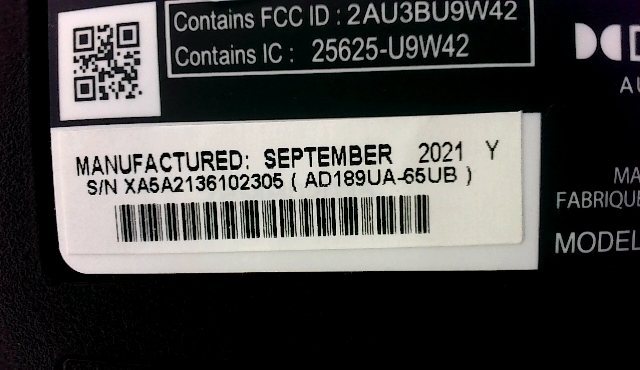 Contains FCC ID : 2AU3BU9W42
Contains IC : 25625-U9W42
MANUFACTURED: SEPTEMBER 2021 Y
S/N XA5A2136102305 ( AD189UA-65UB )
AU
MA
FABRIQUE
MODEL